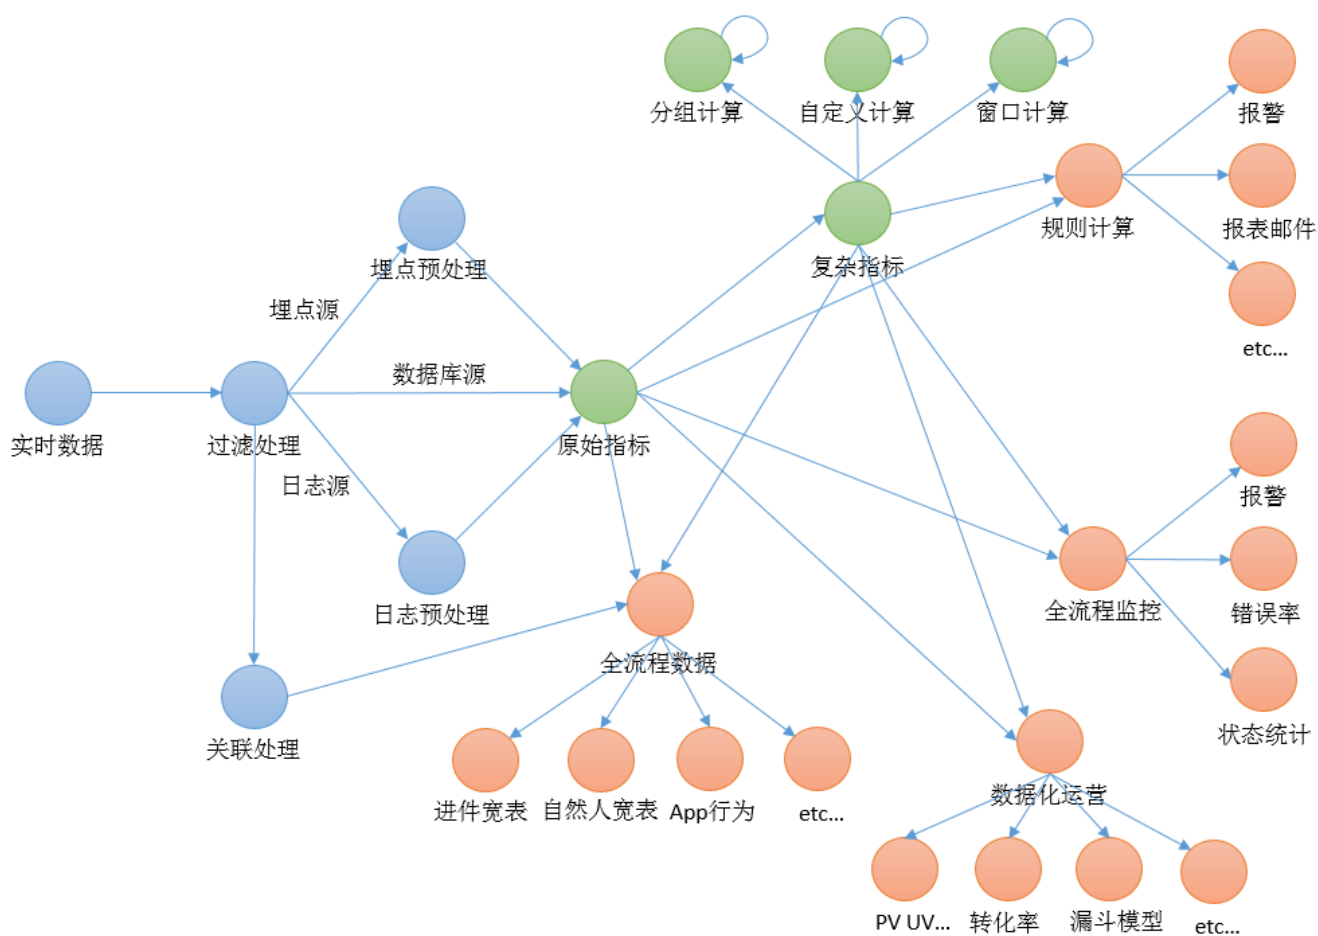 分组计算
自定义计算
窗口计算
报警
规则计算
报表邮件
复杂指标
埋点预处理
埋点源
etc...
数据库源
实时数据
过滤处理
原始指标
日志源
报警
日志预处理
全流程监控
错误率
全流程数据
关联处理
状态统计
进件宽表
自然人宽表
App行为
etc...
数据化运营
PV UV...
转化率
漏斗模型
etc...